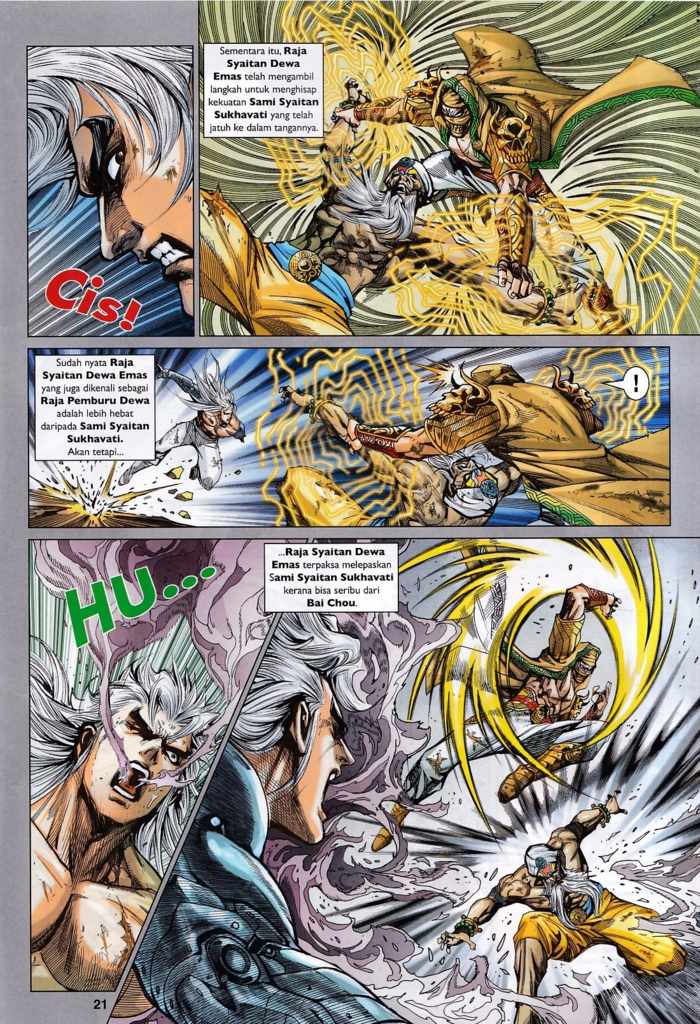 Sementara itu, Raja
Syaitan Dewa
Emas telah mengambil
langkah untuk menghisap
kekuatan Sami Syaitan
Sukhavati yang telah
jatuh ke dalam tangannya.
Cis!
Sudah nyata Raja
Syaitan Dewa Emas
yang juga dikenali sebagai
Raja Pemburu Dewa
adalah lebih hebat
daripada Sami Syaitan
Sukhavati.
Akan tetapi...
!
HU...
...Raja Syaitan Dewa
Emas terpaksa melepaskan
Sami Syaitan Sukhavati
kerana bisa seribu dari
Bai Chou.
21